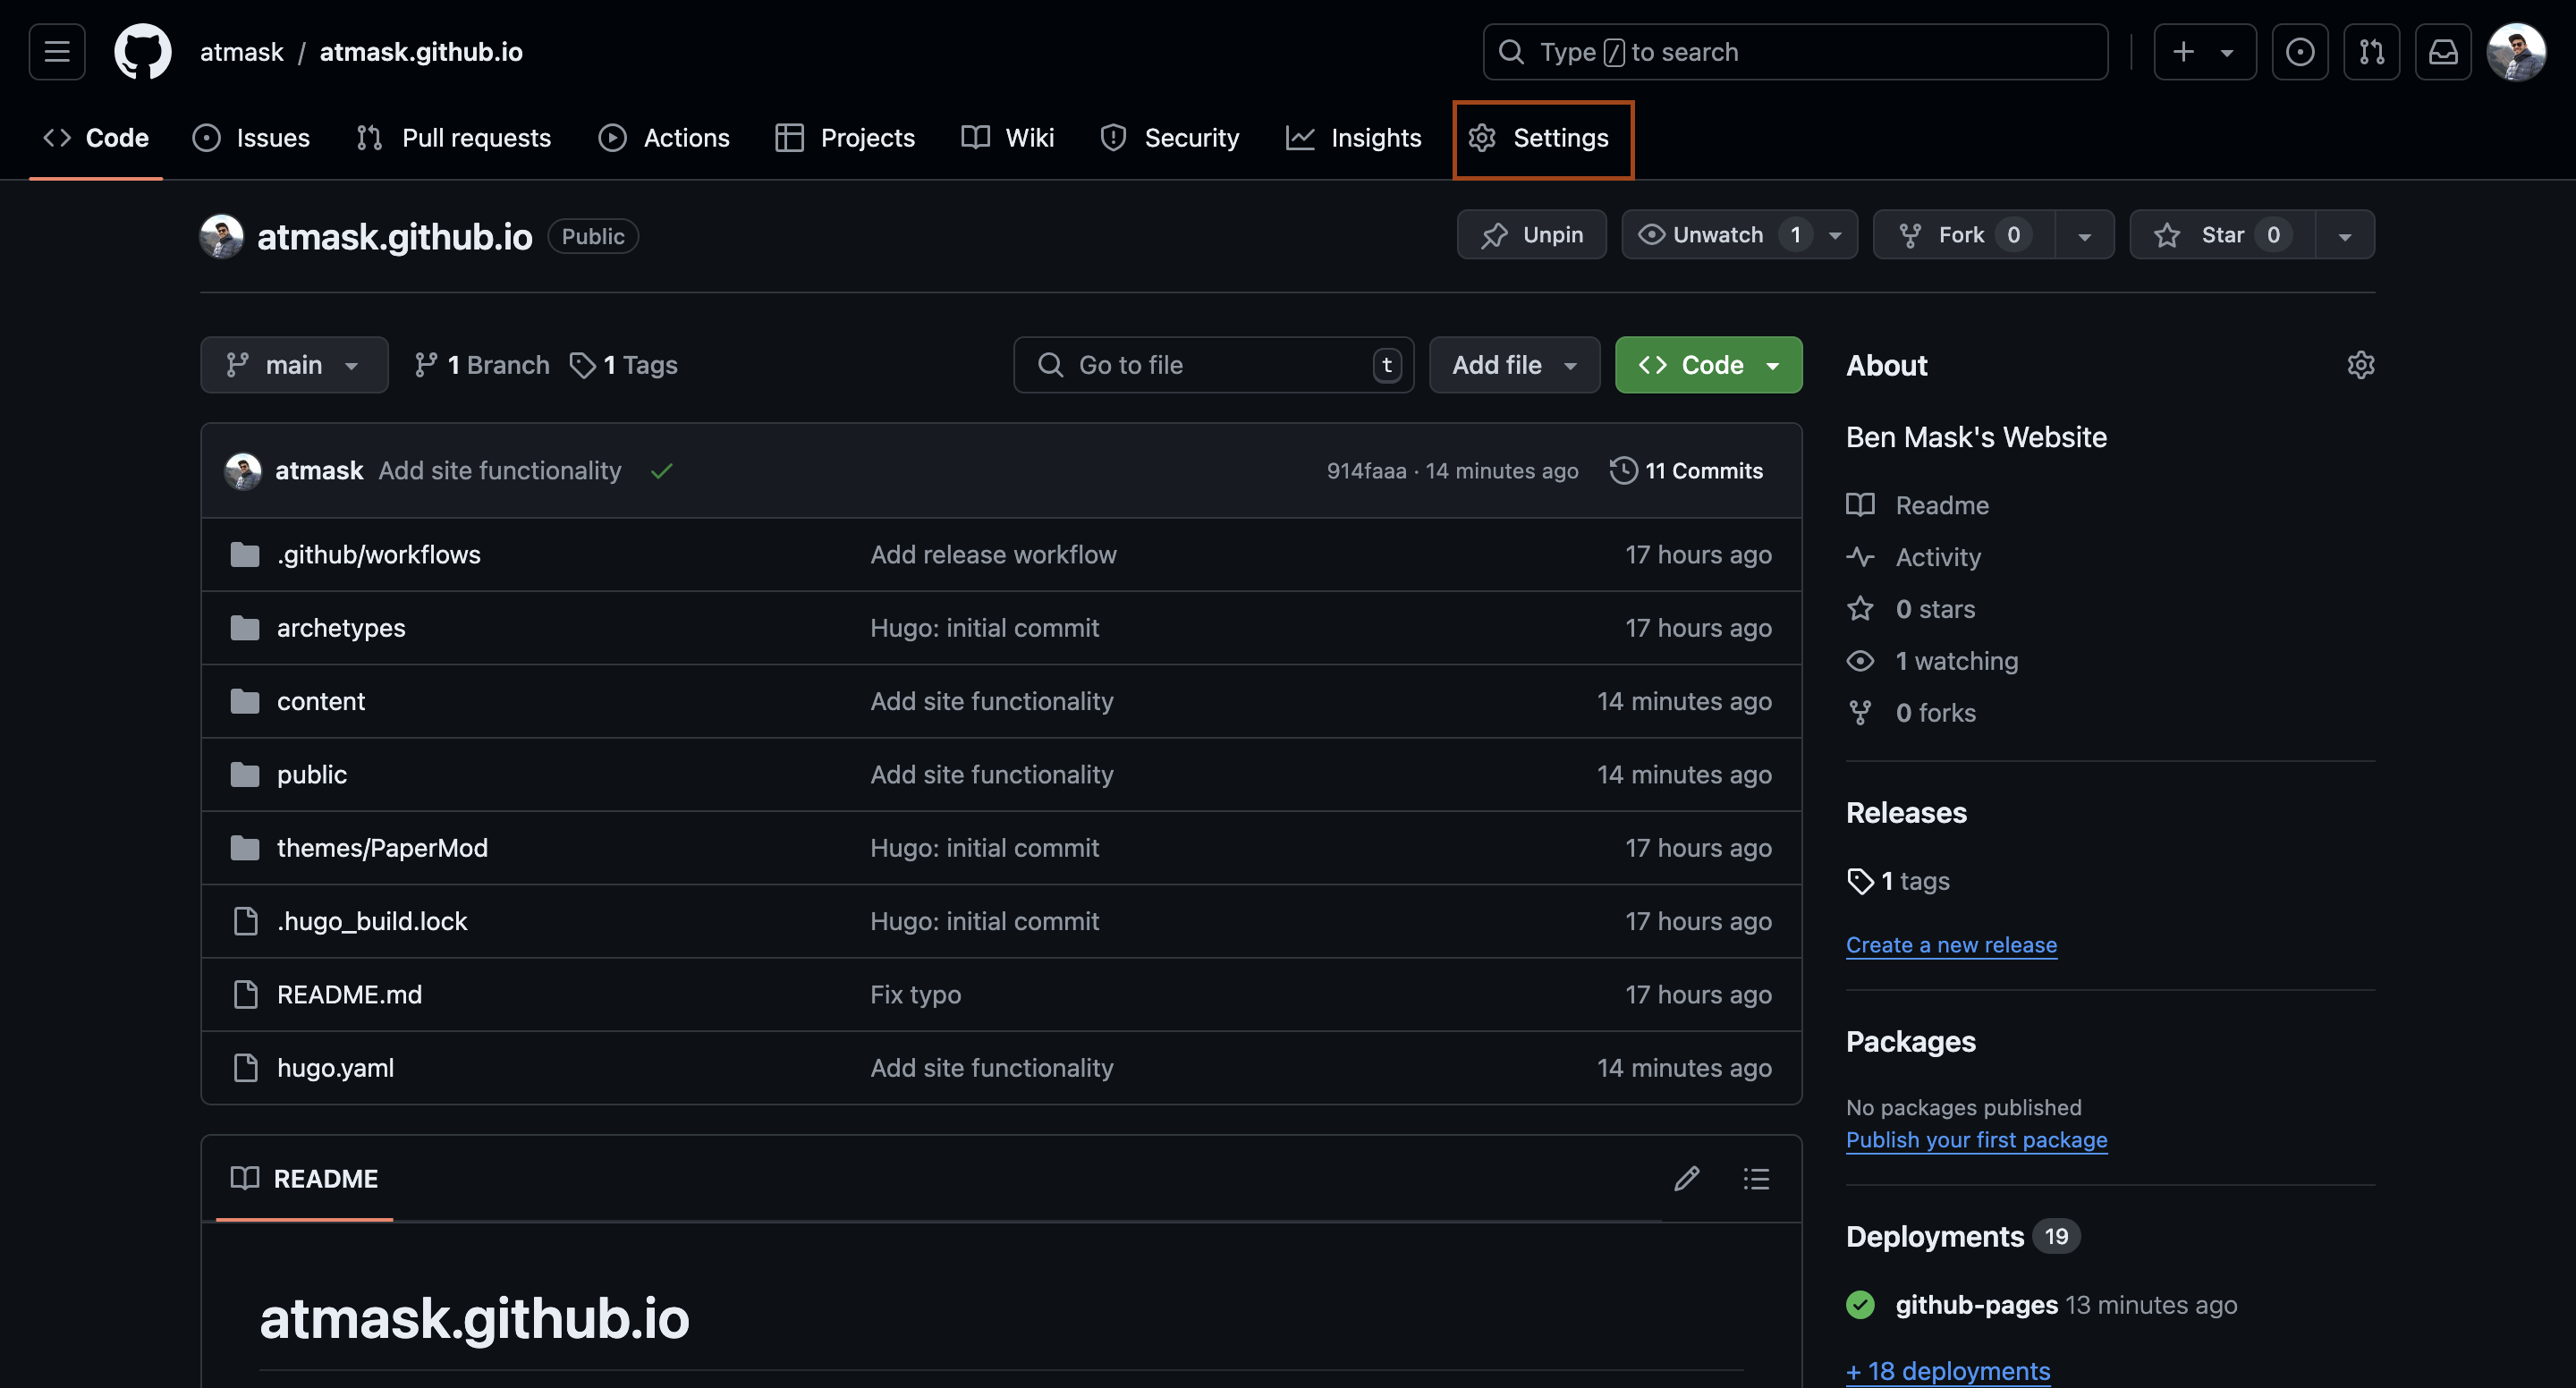 atmask / atmask.github.io
Type / to search
Code Issues Pull requests Actions Projects Wiki Security Insights Settings
atmask.github.io Public
Unpin Unwatch 1 Fork 0 Star 0
main 1 Branch 1 Tags
Go to file t Add file Code
atmask Add site functionality 914faaa · 14 minutes ago 11 Commits
.github/workflows Add release workflow 17 hours ago
archetypes Hugo: initial commit 17 hours ago
content Add site functionality 14 minutes ago
public Add site functionality 14 minutes ago
themes/PaperMod Hugo: initial commit 17 hours ago
.hugo_build.lock Hugo: initial commit 17 hours ago
README.md Fix typo 17 hours ago
hugo.yaml Add site functionality 14 minutes ago
README
atmask.github.io
About
Ben Mask's Website
Readme
Activity
0 stars
1 watching
0 forks
Releases
1 tags
Create a new release
Packages
No packages published
Publish your first package
Deployments 19
github-pages 13 minutes ago
+ 18 deployments